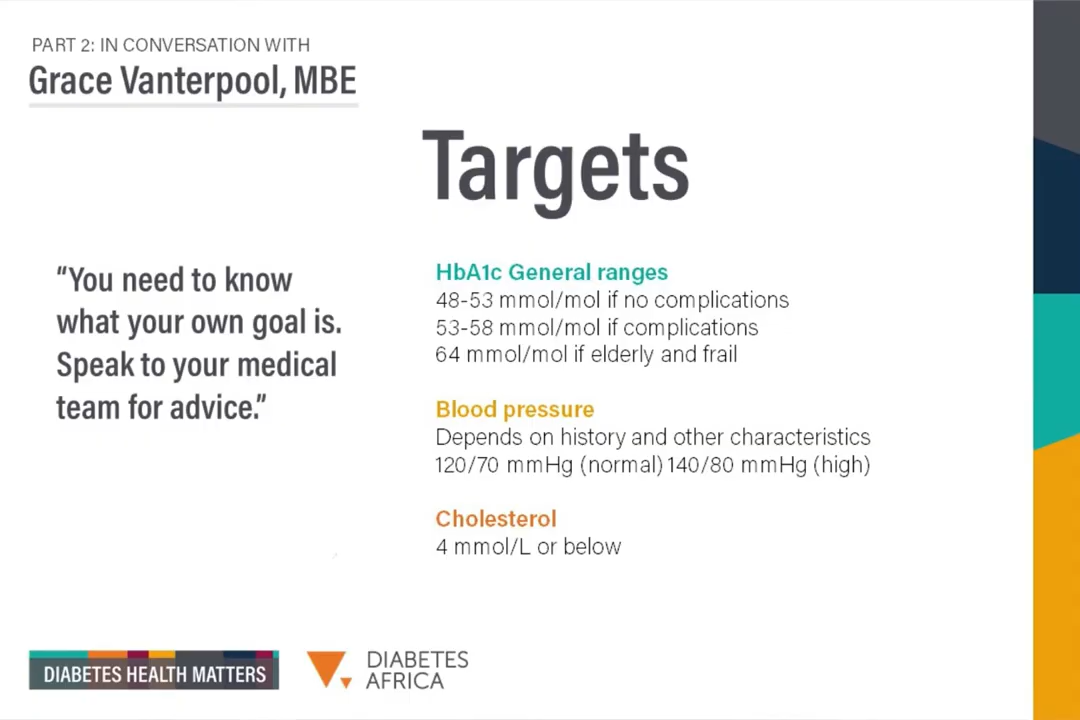 PART 2: IN CONVERSATION WITH
Grace Vanterpool, MBE
Targets
“You need to know
what your own goal is.
Speak to your medical
team for advice.”
HbA1c General ranges
48-53 mmol/mol if no complications
53-58 mmol/mol if complications
64 mmol/mol if elderly and frail
Blood pressure
Depends on history and other characteristics
120/70 mmHg (normal) 140/80 mmHg (high)
Cholesterol
4 mmol/L or below
DIABETES HEALTH MATTERS
DIABETES
AFRICA